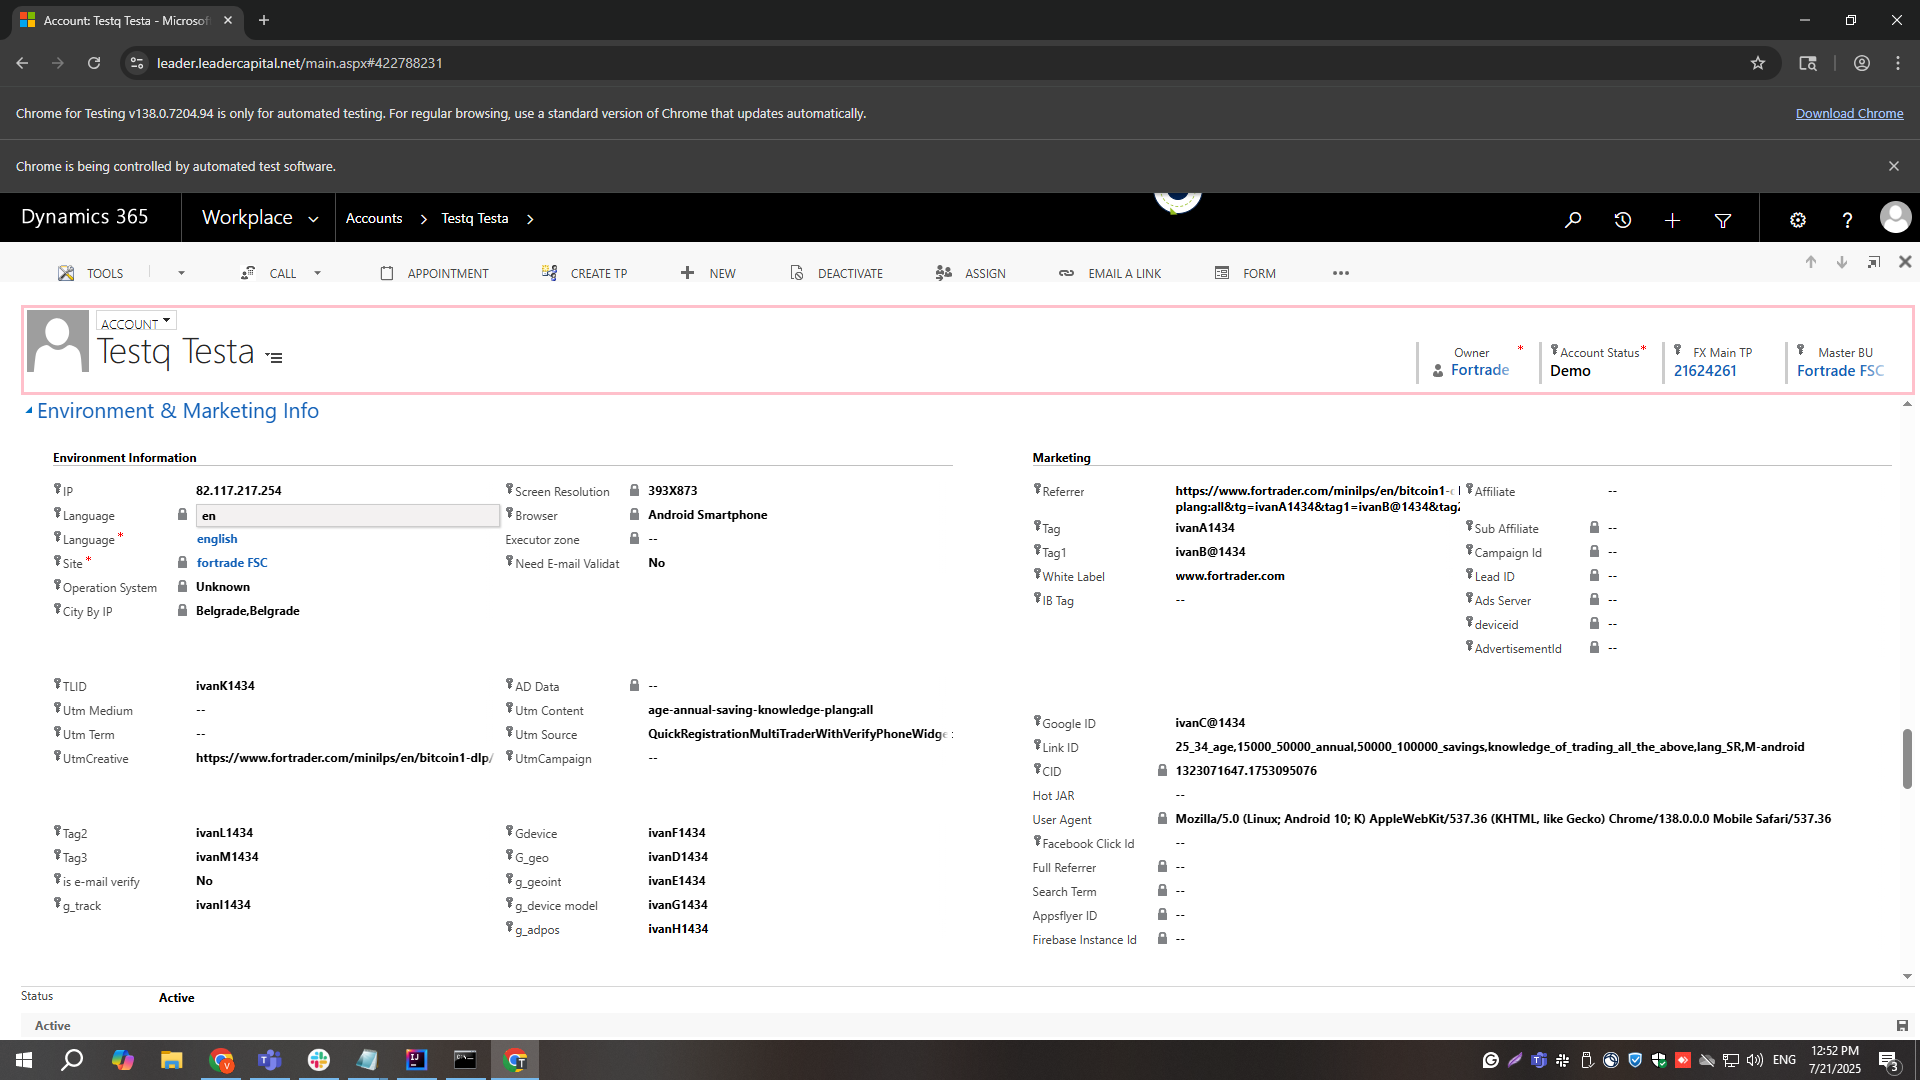 Account: Testq Testa - Microsof
leader.leadercapital.net/main.aspx#422788231
Chrome for Testing v138.0.7204.94 is only for automated testing. For regular browsing, use a standard version of Chrome that updates automatically.
Download Chrome
Chrome is being controlled by automated test software.
Dynamics 365
Workplace
Accounts
Testq Testa
TOOLS
CALL
APPOINTMENT
CREATE TP
NEW
DEACTIVATE
ASSIGN
EMAIL A LINK
FORM
ACCOUNT
Testq Testa
Owner *
Fortrade
Account Status *
Demo
FX Main TP
21624261
Master BU
Fortrade FSC
Environment & Marketing Info
Environment Information
IP 82.117.217.254
Language en
Language * english
Site * fortrade FSC
Operation System Unknown
City By IP Belgrade,Belgrade
Screen Resolution 393X873
Browser Android Smartphone
Executor zone --
Need E-mail Validat No
TLID ivanK1434
Utm Medium --
Utm Term --
UtmCreative https://www.fortrader.com/minilps/en/bitcoin1-dlp/
AD Data --
Utm Content age-annual-saving-knowledge-plang:all
Utm Source QuickRegistrationMultiTraderWithVerifyPhoneWidge
UtmCampaign --
Tag2 ivanL1434
Tag3 ivanM1434
is e-mail verify No
g_track ivanI1434
Gdevice ivanF1434
G_geo ivanD1434
g_geoint ivanE1434
g_device model ivanG1434
g_adpos ivanH1434
Marketing
Referrer https://www.fortrader.com/minilps/en/bitcoin1-
plang:all&tg=ivanA1434&tag1=ivanB@1434&tag2
Tag ivanA1434
Tag1 ivanB@1434
White Label www.fortrader.com
IB Tag --
Affiliate --
Sub Affiliate --
Campaign Id --
Lead ID --
Ads Server --
deviceid --
AdvertisementId --
Google ID ivanC@1434
Link ID 25_34_age,15000_50000_annual,50000_100000_savings,knowledge_of_trading_all_the_above,lang_SR,M-android
CID 1323071647.1753095076
Hot JAR --
User Agent Mozilla/5.0 (Linux; Android 10; K) AppleWebKit/537.36 (KHTML, like Gecko) Chrome/138.0.0.0 Mobile Safari/537.36
Facebook Click Id --
Full Referrer --
Search Term --
Appsflyer ID --
Firebase Instance Id --
Status Active
Active
ENG
12:52 PM
7/21/2025
3